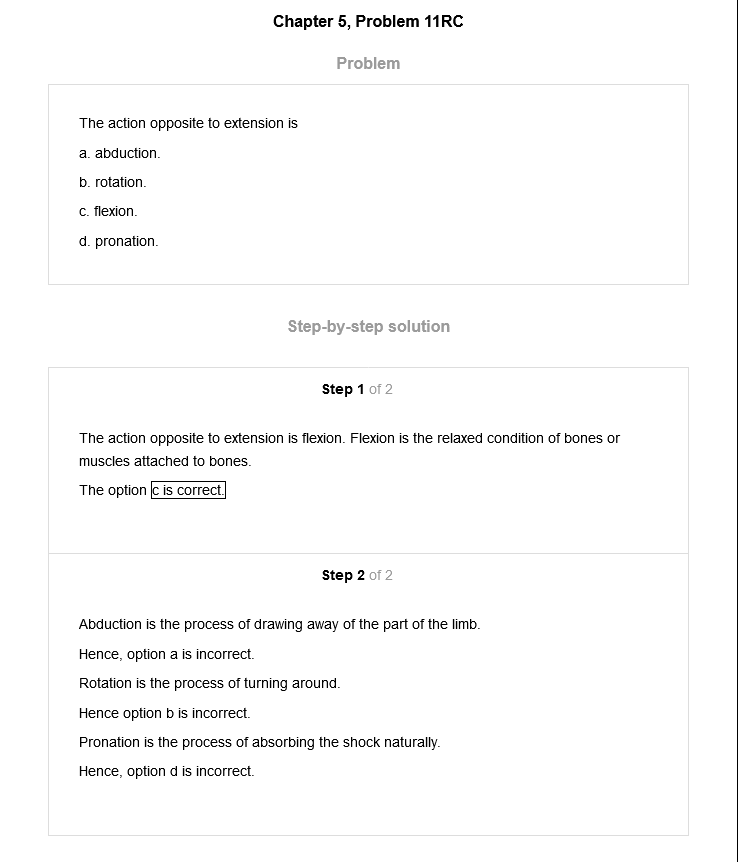 Chapter 5, Problem 11RC
Problem
The action opposite to extension is
a. abduction.
b. rotation.
c. flexion.
d. pronation.
Step-by-step solution
Step 1 of 2
The action opposite to extension is flexion. Flexion is the relaxed condition of bones or
muscles attached to bones.
The option c is correct.
Step 2 of 2
Abduction is the process of drawing away of the part of the limb.
Hence, option a is incorrect.
Rotation is the process of turning around.
Hence option b is incorrect.
Pronation is the process of absorbing the shock naturally.
Hence, option d is incorrect.